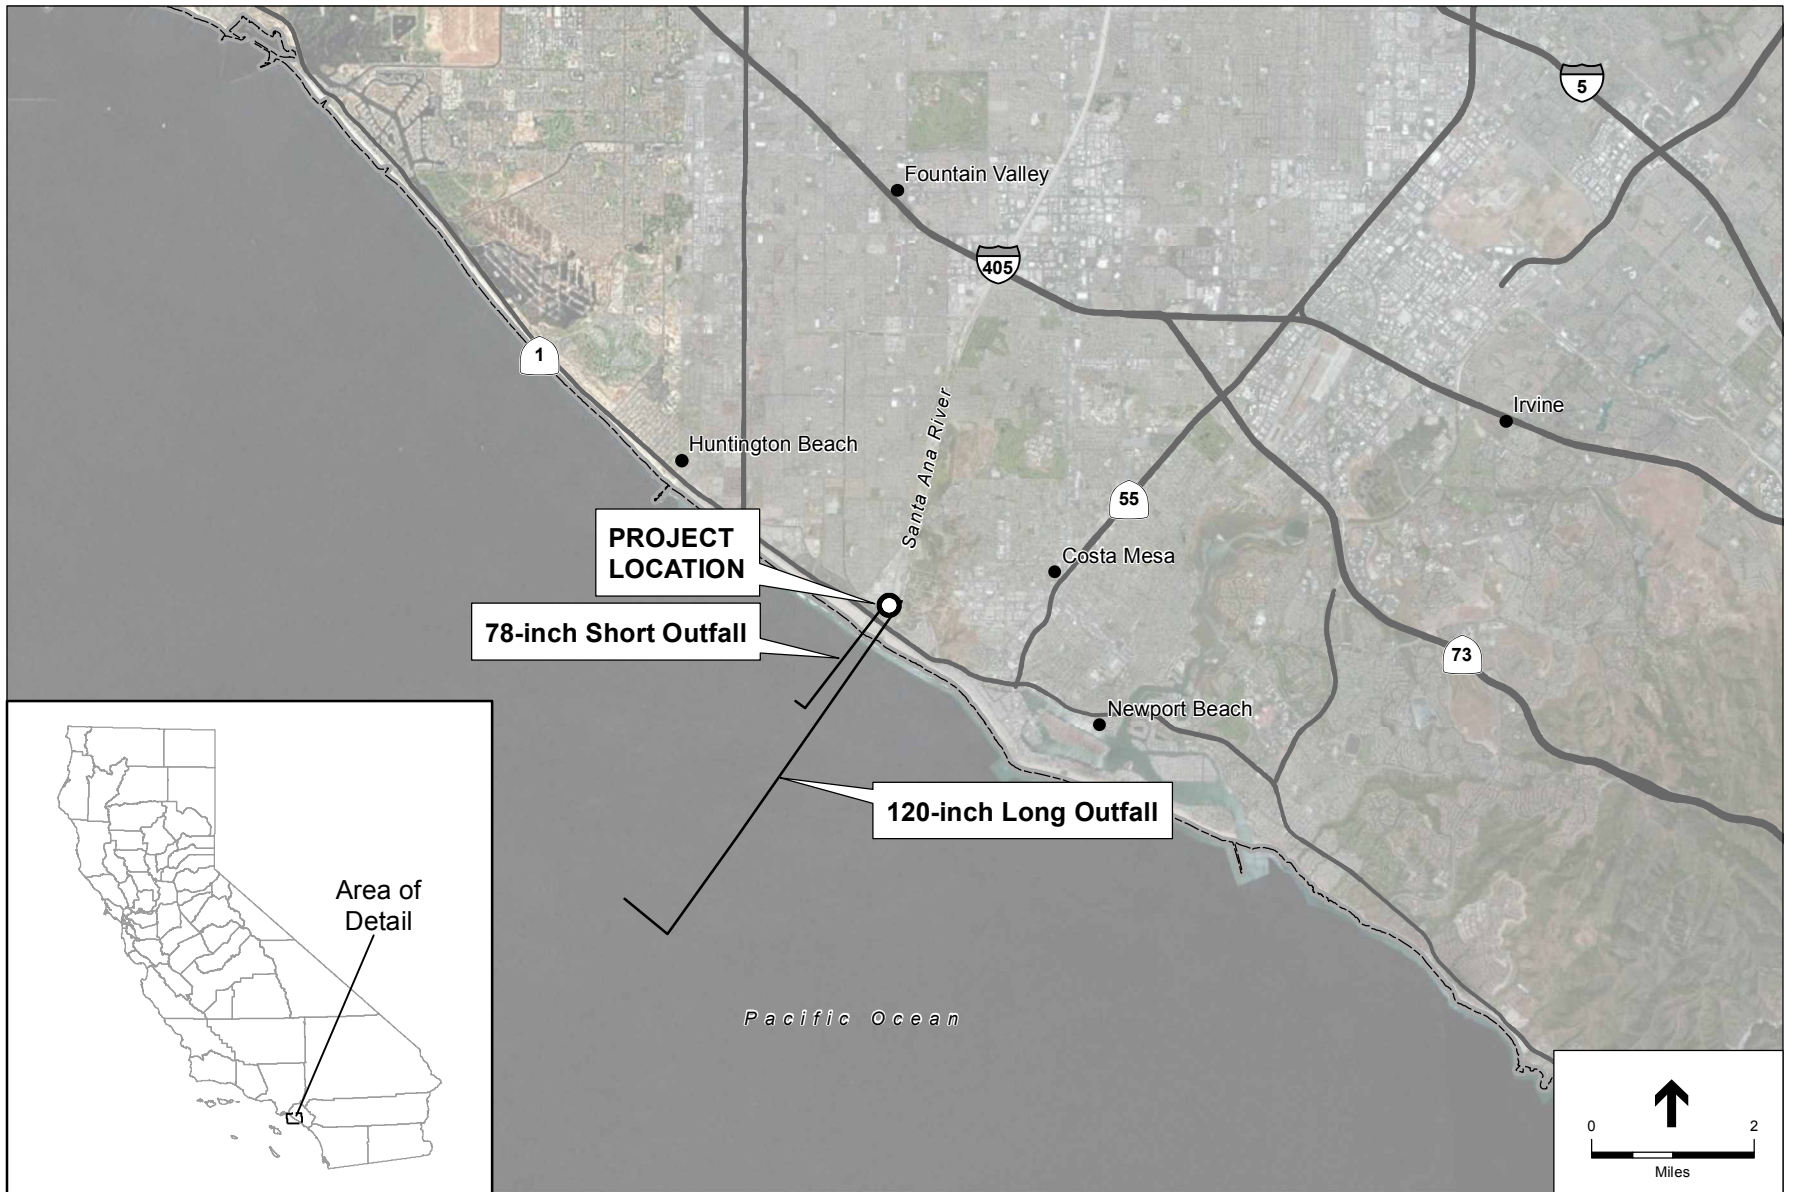 5
Fountain Valley
405
1
Irvine
Huntington Beach
Santa Ana River
55
PROJECT
LOCATION
Costa Mesa
78-inch Short Outfall
73
Newport Beach
120-inch Long Outfall
Area of
Detail
Pacific Ocean
0 2
Miles